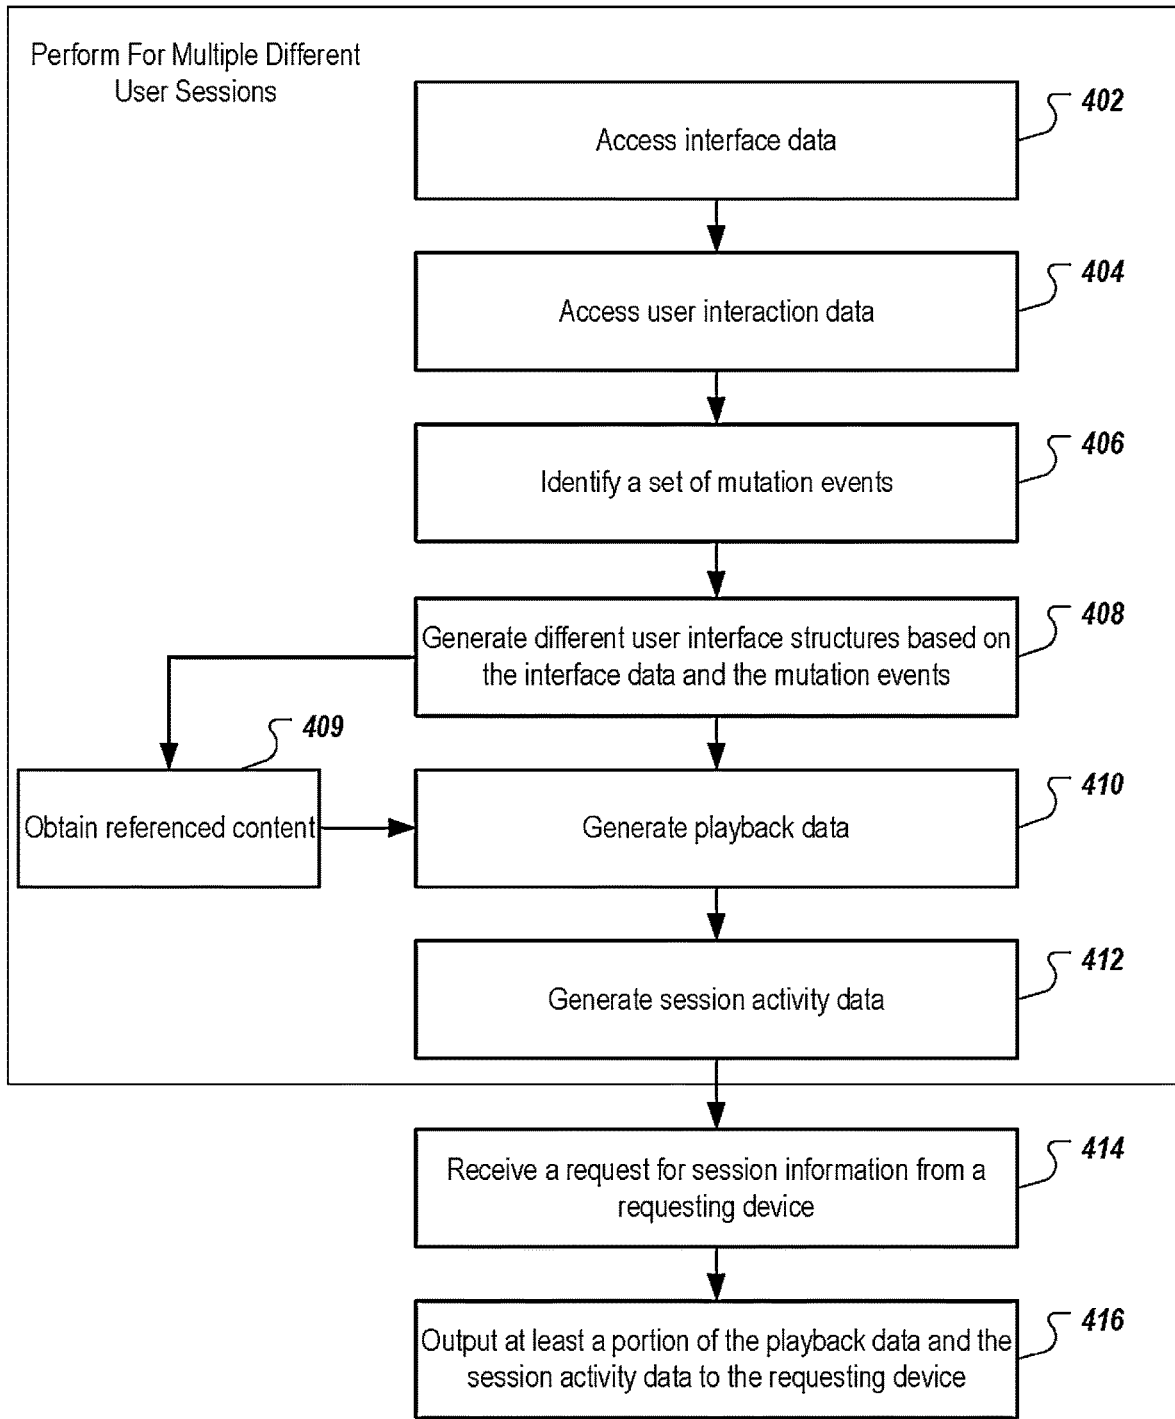 Perform For Multiple Different
User Sessions
402
Access interface data
404
Access user interaction data
406
Identify a set of mutation events
408
Generate different user interface structures based on
the interface data and the mutation events
409
Obtain referenced content
410
Generate playback data
412
Generate session activity data
414
Receive a request for session information from a
requesting device
416
Output at least a portion of the playback data and the
session activity data to the requesting device